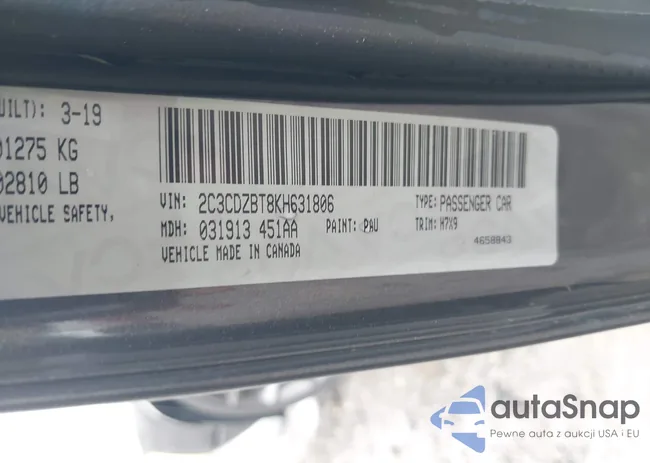 UILT): 3-19
01275 KG
02810 LB
VEHICLE SAFETY,
VIN: 2C3CDZBT8KH631806
TYPE: PASSENGER CAR
MDH: 031913 451AA
PAINT: PAU
TRIM: H7X9
VEHICLE MADE IN CANADA
4658843
autaSnap
Pewne auta z aukcji USA i EU